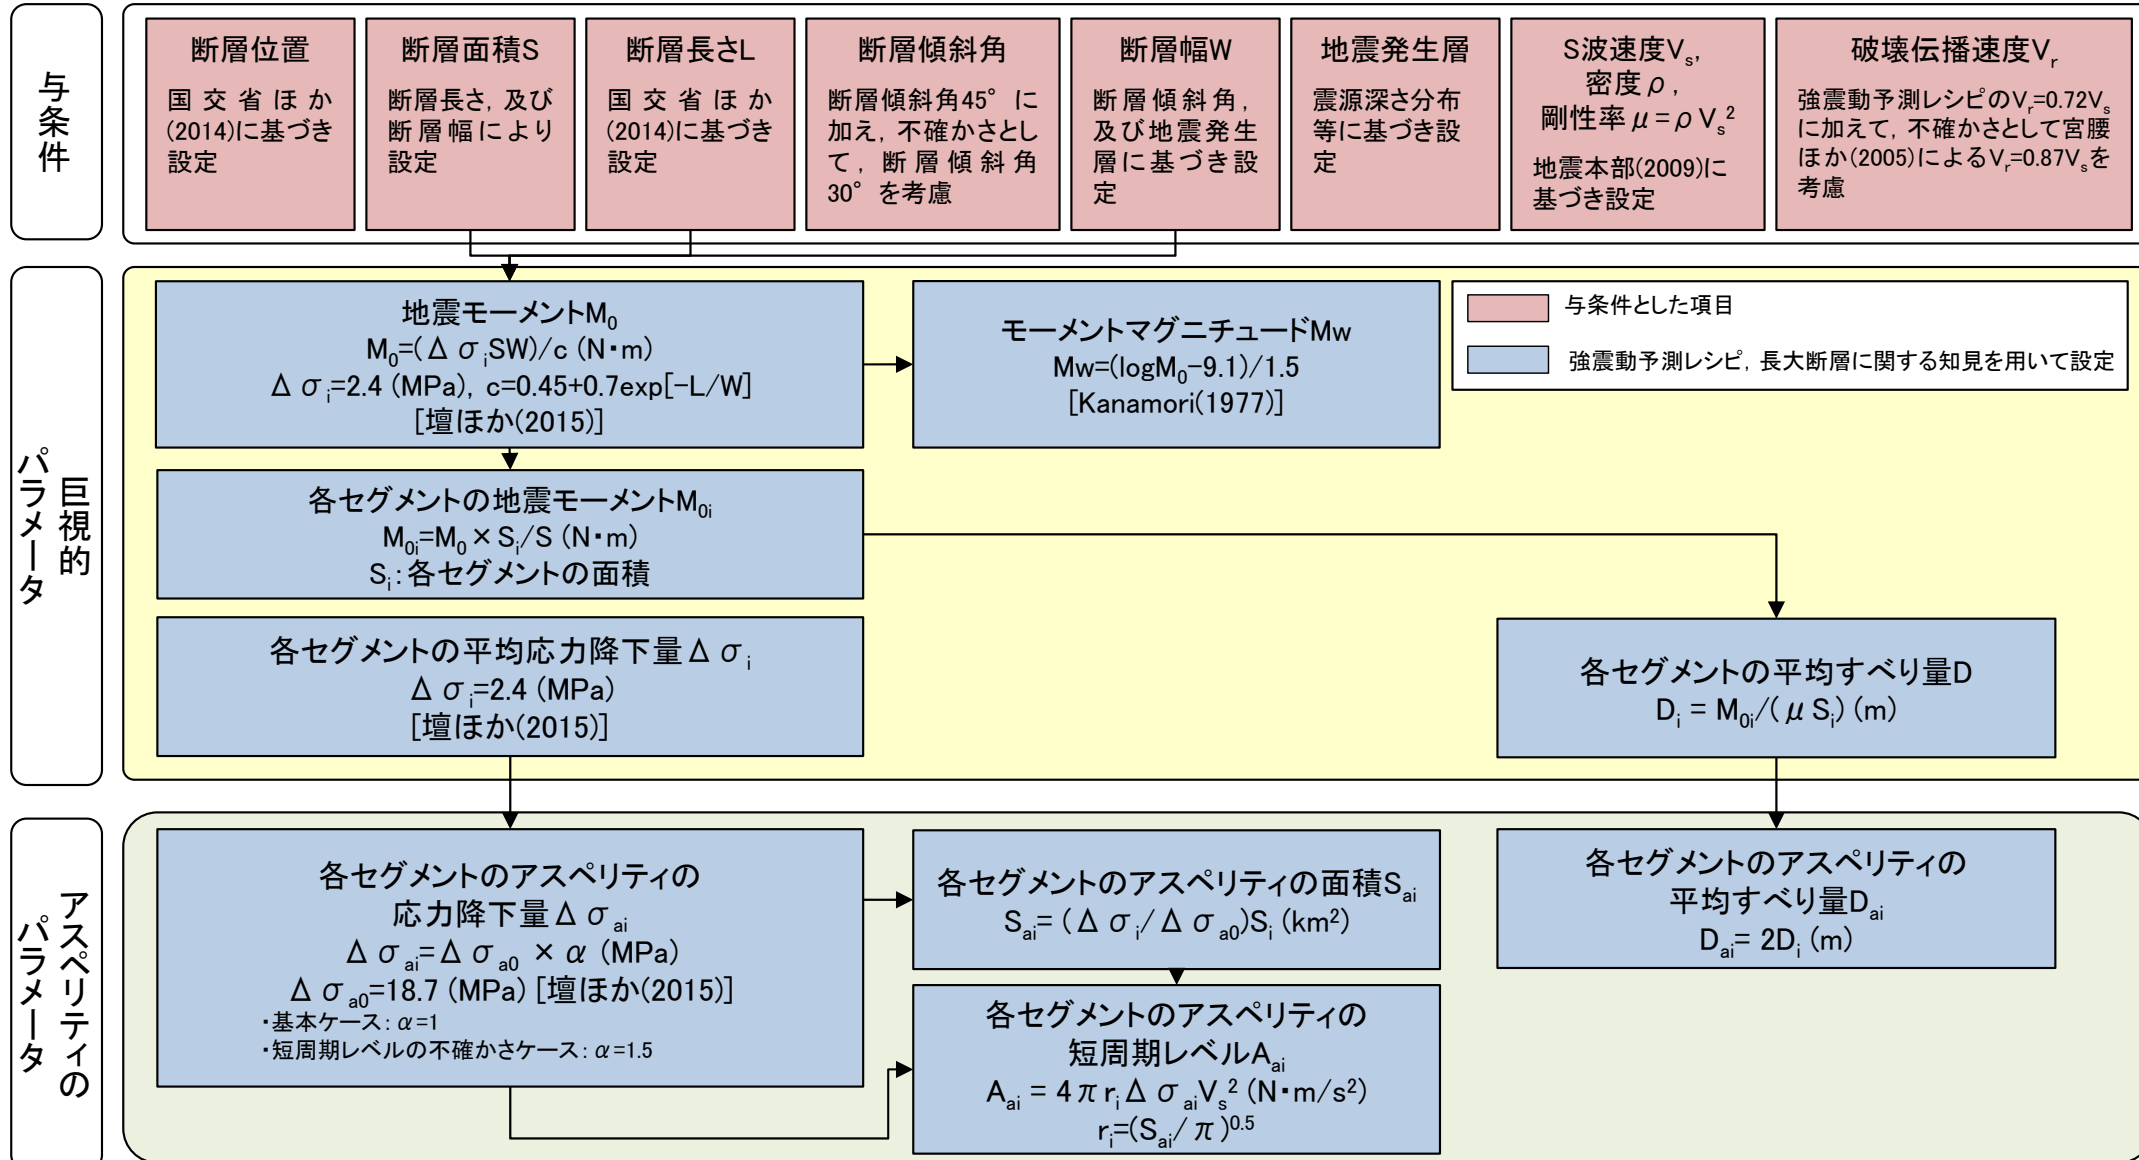 与条件
断層位置
国交省ほか
(2014)に基づき
設定
断層面積S
断層長さ，及び
断層幅により
設定
断層長さL
国交省ほか
(2014)に基づき
設定
断層傾斜角
断層傾斜角45°に
加え，不確かさとし
て，断層傾斜角
30°を考慮
断層幅W
断層傾斜角，
及び地震発生
層に基づき設
定
地震発生層
震源深さ分布
等に基づき設
定
S波速度Vs,
密度ρ,
剛性率μ=ρVs²
地震本部(2009)に
基づき設定
破壊伝播速度Vr
強震動予測レシピのVr=0.72Vs
に加えて，不確かさとして宮腰
ほか(2005)によるVr=0.87Vsを
考慮
巨視的
パラメータ
地震モーメントM₀
M₀=(ΔσᵢSW)/c (N・m)
Δσᵢ=2.4 (MPa), c=0.45+0.7exp[-L/W]
[壇ほか(2015)]
モーメントマグニチュードMw
Mw=(logM₀-9.1)/1.5
[Kanamori(1977)]
与条件とした項目
強震動予測レシピ，長大断層に関する知見を用いて設定
各セグメントの地震モーメントM₀ᵢ
M₀ᵢ=M₀×Sᵢ/S (N・m)
Sᵢ:各セグメントの面積
各セグメントの平均応力降下量Δσᵢ
Δσᵢ=2.4 (MPa)
[壇ほか(2015)]
各セグメントの平均すべり量D
Dᵢ = M₀ᵢ/(μSᵢ) (m)
アスペリティの
パラメータ
各セグメントのアスペリティの
応力降下量Δσai
Δσai=Δσa0 × α (MPa)
Δσa0=18.7 (MPa) [壇ほか(2015)]
・基本ケース: α=1
・短周期レベルの不確かさケース: α=1.5
各セグメントのアスペリティの面積Sai
Sai= (Δσᵢ/Δσa0)Sᵢ (km²)
各セグメントのアスペリティの
短周期レベルAai
Aai = 4πrᵢΔσaiVs² (N・m/s²)
rᵢ=(Sai/π)^0.5
各セグメントのアスペリティの
平均すべり量Dai
Dai= 2Dᵢ (m)